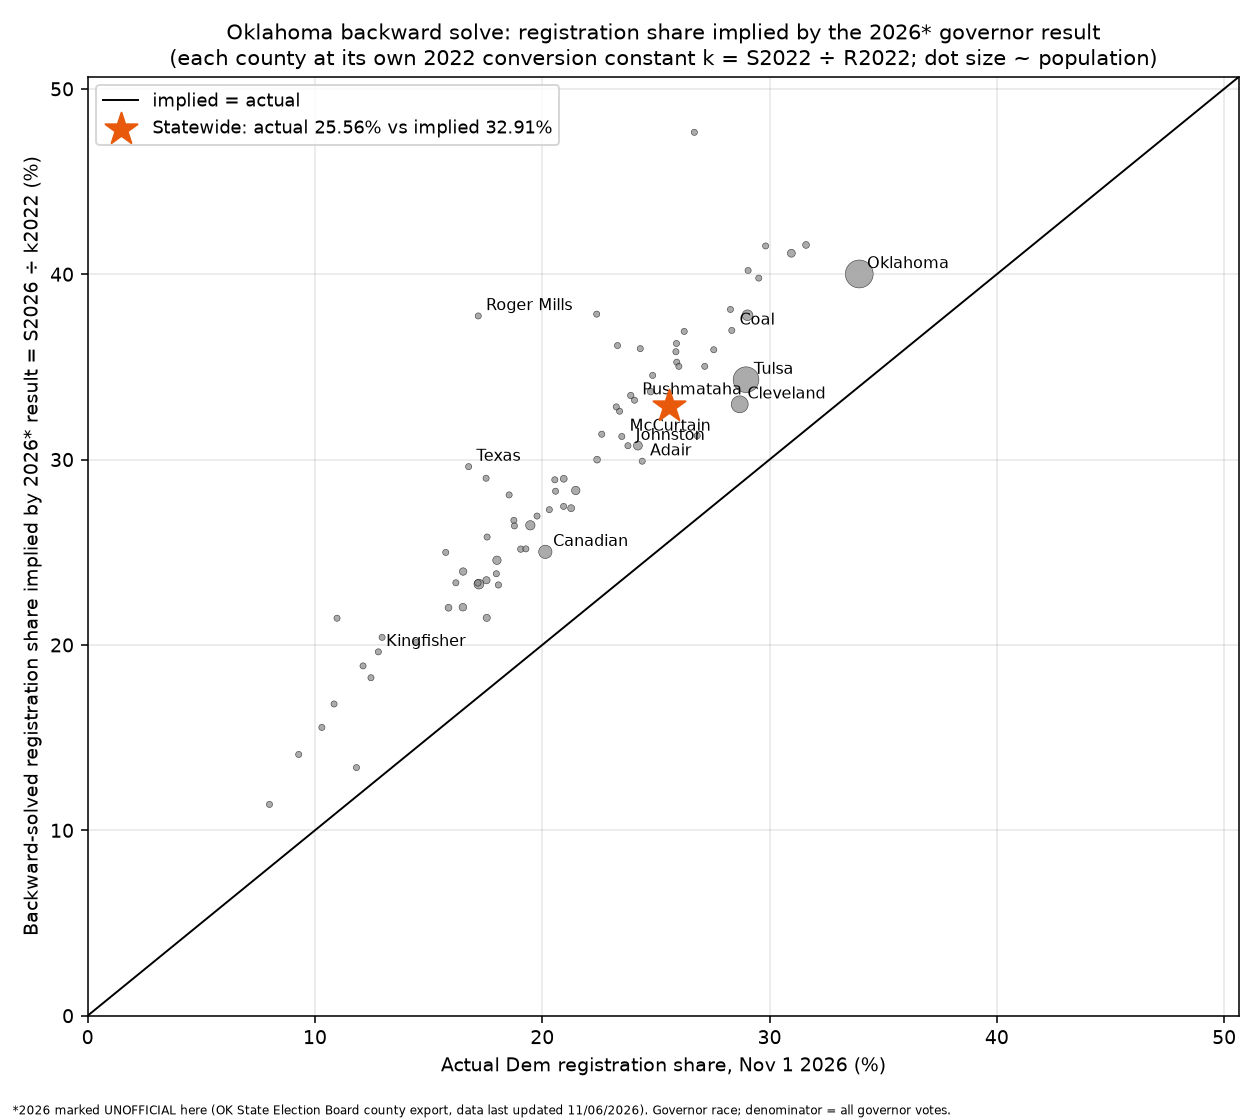 Oklahoma backward solve: registration share implied by the 2026* governor result
(each county at its own 2022 conversion constant k = S2022 ÷ R2022; dot size ~ population)
implied = actual
Statewide: actual 25.56% vs implied 32.91%
Backward-solved registration share implied by 2026* result = S2026 ÷ k2022 (%)
50
40
30
20
10
0
Oklahoma
Roger Mills
Coal
Tulsa
Pushmataha
Cleveland
McCurtain
Johnston
Adair
Texas
Canadian
Kingfisher
0 10 20 30 40 50
Actual Dem registration share, Nov 1 2026 (%)
*2026 marked UNOFFICIAL here (OK State Election Board county export, data last updated 11/06/2026). Governor race; denominator = all governor votes.